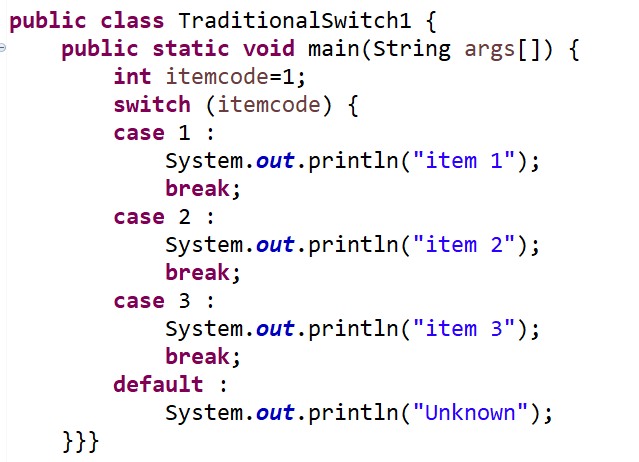 public class TraditionalSwitch1 {
    public static void main(String args[]) {
        int itemcode=1;
        switch (itemcode) {
        case 1 :
            System.out.println("item 1");
            break;
        case 2 :
            System.out.println("item 2");
            break;
        case 3 :
            System.out.println("item 3");
            break;
        default :
            System.out.println("Unknown");
    }}}